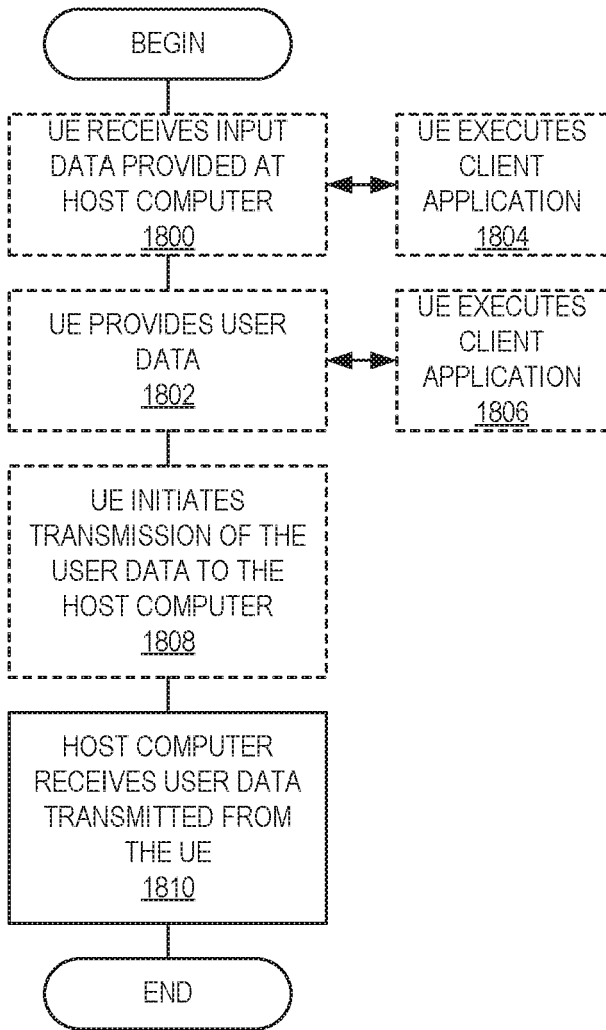 BEGIN
UE RECEIVES INPUT
DATA PROVIDED AT
HOST COMPUTER
1800
UE EXECUTES
CLIENT
APPLICATION
1804
UE PROVIDES USER
DATA
1802
UE EXECUTES
CLIENT
APPLICATION
1806
UE INITIATES
TRANSMISSION OF THE
USER DATA TO THE
HOST COMPUTER
1808
HOST COMPUTER
RECEIVES USER DATA
TRANSMITTED FROM
THE UE
1810
END